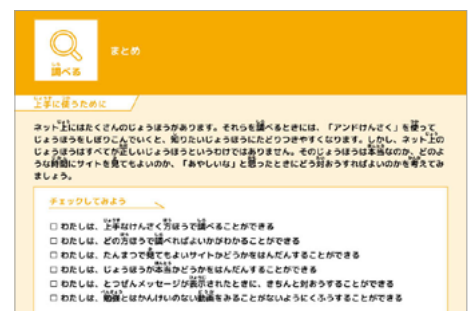 調べる
まとめ
上手に使うために
ネット上にはたくさんのじょうほうがあります。それらを調べるときには、「アンドけんさく」を使って
じょうほうをしぼりこんでいくと、知りたいじょうほうにたどりつきやすくなります。しかし、ネット上の
じょうほうはすべてが正しいじょうほうというわけではありません。そのじょうほうは本当なのか、どのよ
うな時間にサイトを見てもよいのか、「あやしいな」と思ったときにどう対おうすればよいのかを考えてみ
ましょう。
チェックしてみよう
□ わたしは、上手なけんさく方ほうで調べることができる
□ わたしは、どの方ほうで調べればよいかがわかることができる
□ わたしは、たんまつで見てもよいサイトかどうかをはんだんすることができる
□ わたしは、じょうほうが本当かどうかをはんだんすることができる
□ わたしは、とつぜんメッセージが表示されたときに、きちんと対おうすることができる
□ わたしは、勉強とはかんけいのない動画をみることがないようにくふうすることができる